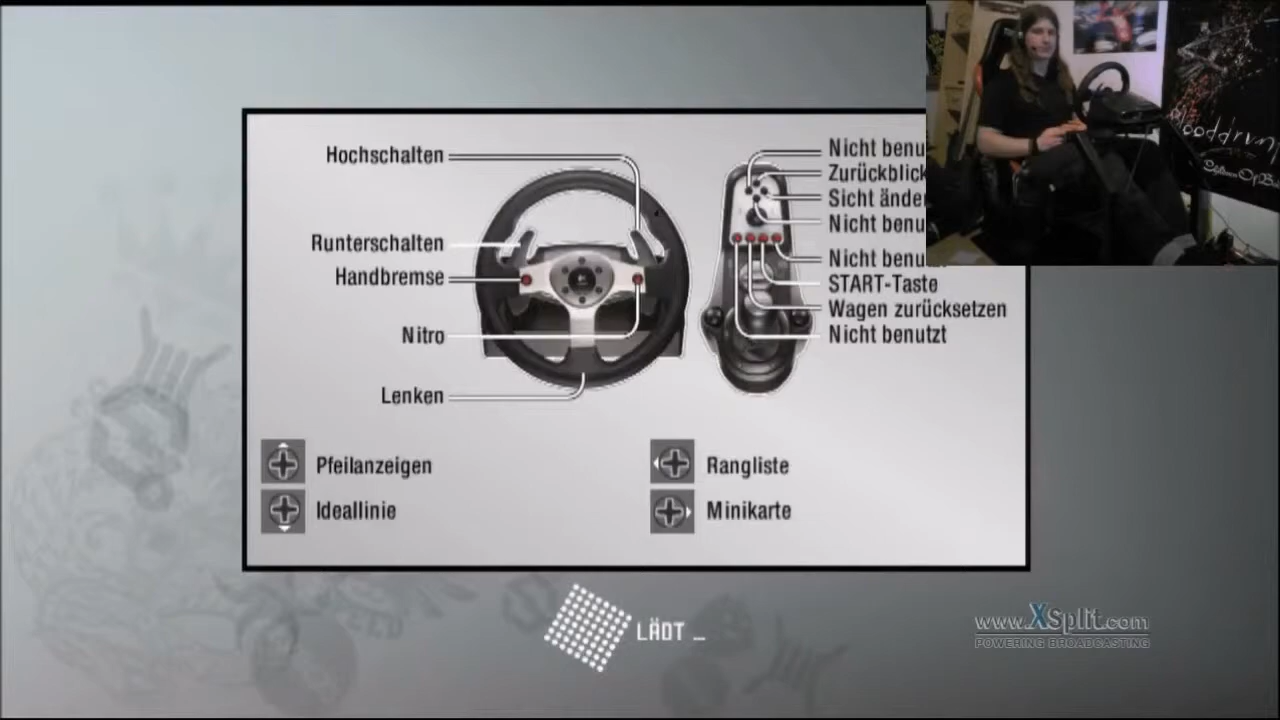 Hochschalten
Runterschalten
Handbremse
Nitro
Lenken
Nicht benu
Zurückblick
Sicht änder
Nicht benu
Nicht benu
START-Taste
Wagen zurücksetzen
Nicht benutzt
Pfeilanzeigen
Ideallinie
Rangliste
Minikarte
LÄDT _
www.XSplit.com
POWERING BROADCASTING